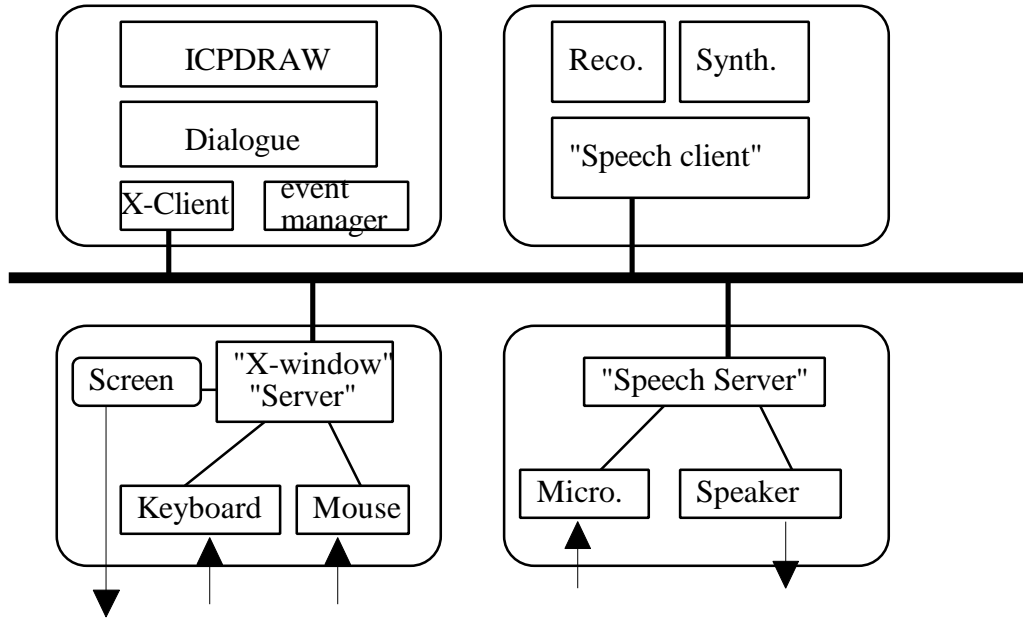 ICPDRAW
Dialogue
X-Client
event
manager
Reco.
Synth.
"Speech client"
Screen
"X-window"
"Server"
Keyboard
Mouse
"Speech Server"
Micro.
Speaker